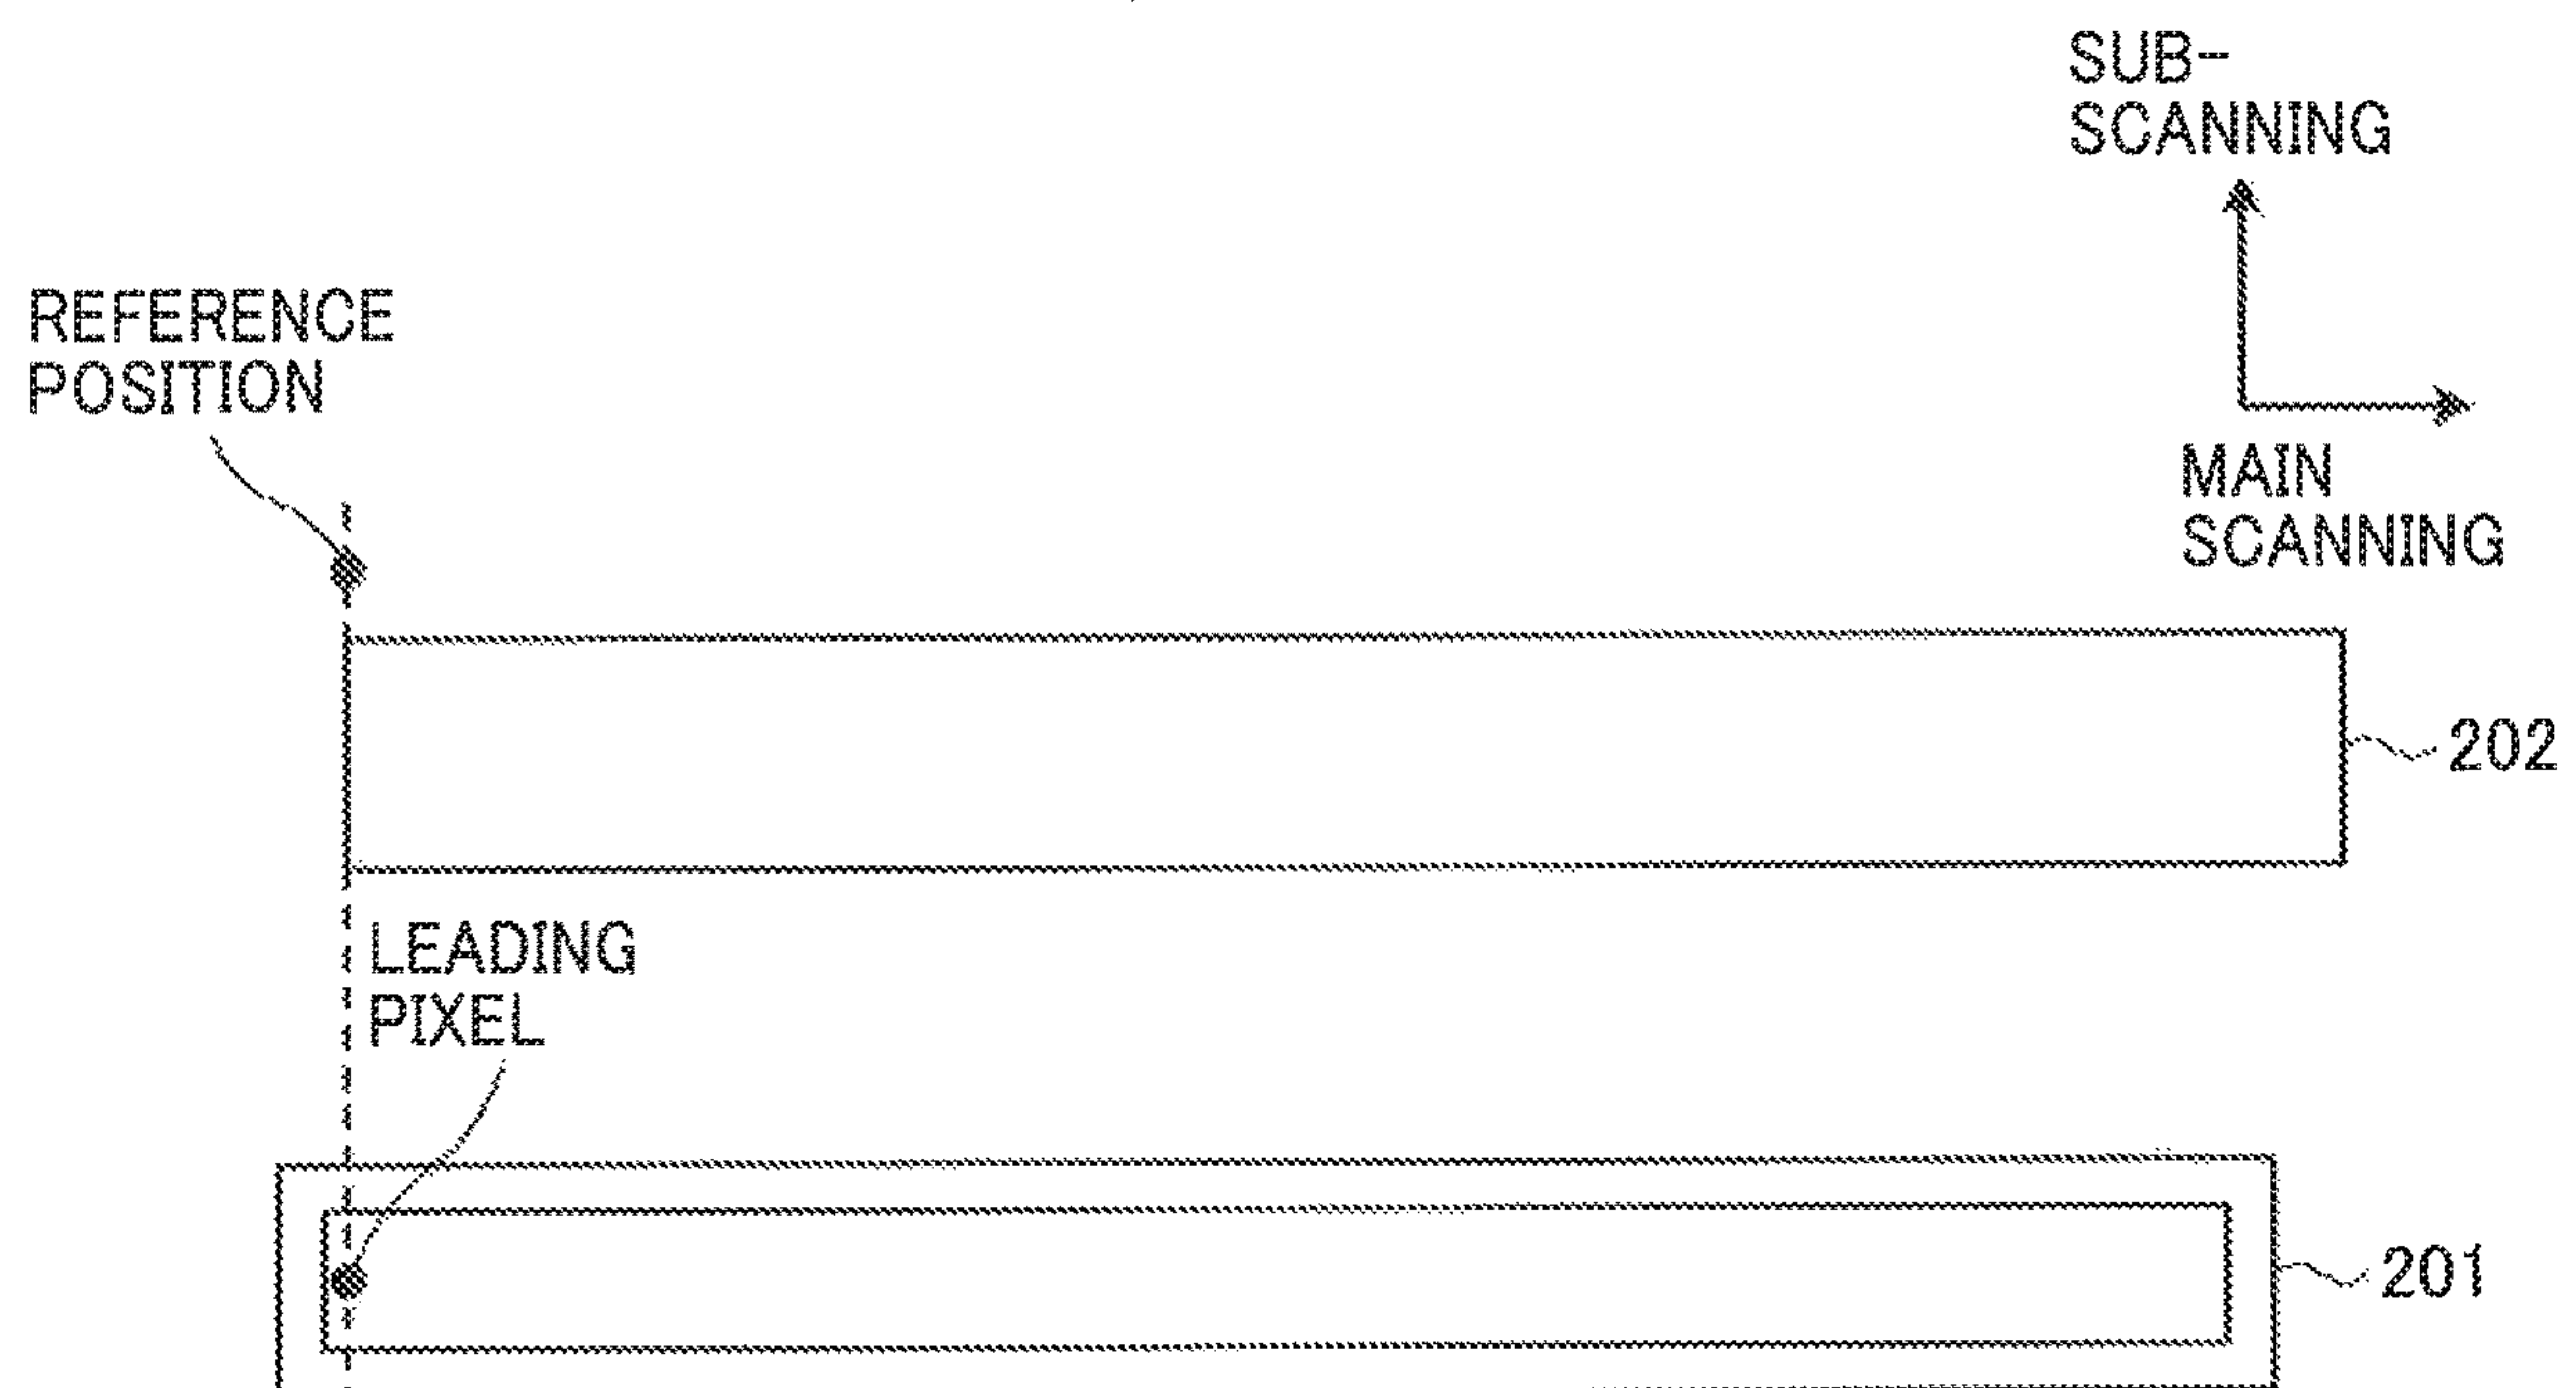 SUB-
SCANNING
REFERENCE
POSITION
MAIN
SCANNING
202
LEADING
PIXEL
201